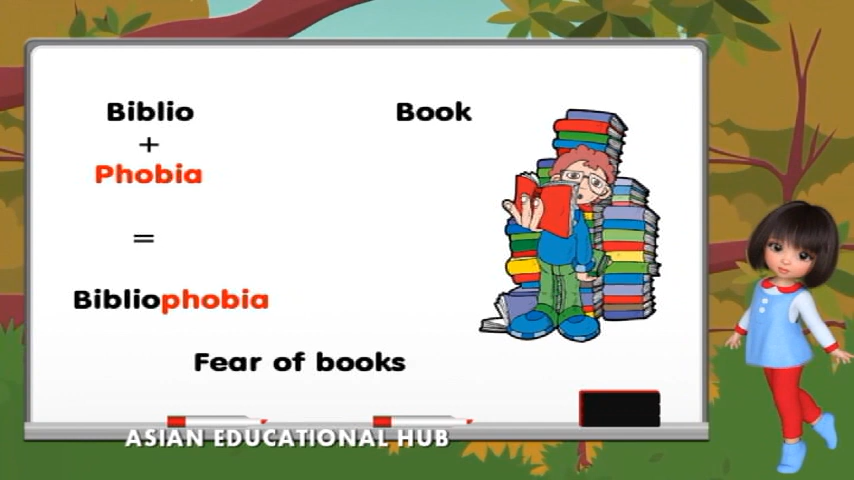 Biblio
Book
+
Phobia
=
Bibliophobia
Fear of books
ASIAN EDUCATIONAL HUB